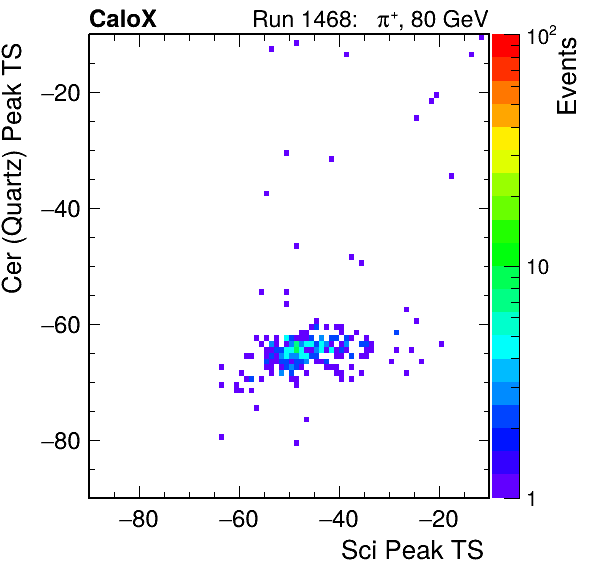 CaloX Run 1468: π⁺, 80 GeV
Cer (Quartz) Peak TS
−20
−40
−60
−80
−80 −60 −40 −20
Sci Peak TS
10²
10
1
Events